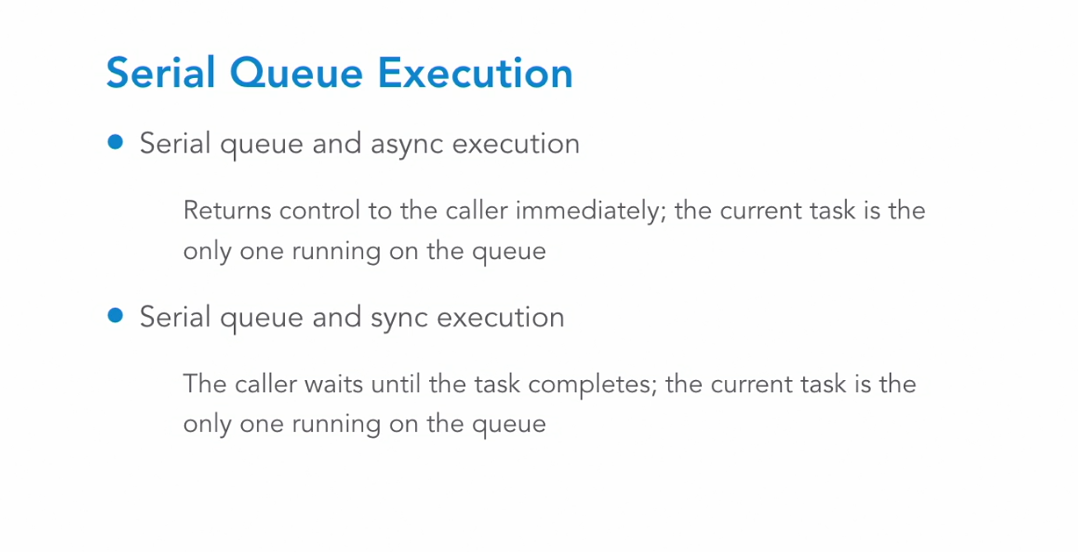 Serial Queue Execution
Serial queue and async execution
Returns control to the caller immediately; the current task is the
only one running on the queue
Serial queue and sync execution
The caller waits until the task completes; the current task is the
only one running on the queue